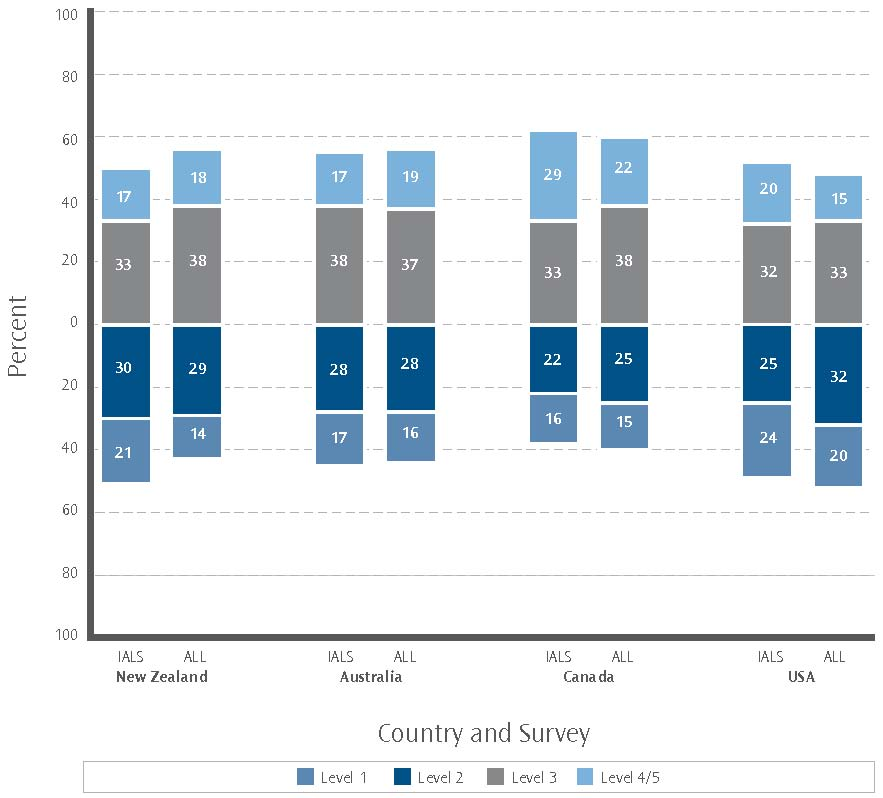 100
80
60
40
20
0
20
40
60
80
100
Percent
17 18 17 19 29 22 20 15
33 38 38 37 33 38 32 33
30 29 28 28 22 25 25 32
21 14 17 16 16 15 24 20
IALS ALL IALS ALL IALS ALL IALS ALL
New Zealand Australia Canada USA
Country and Survey
Level 1 Level 2 Level 3 Level 4/5